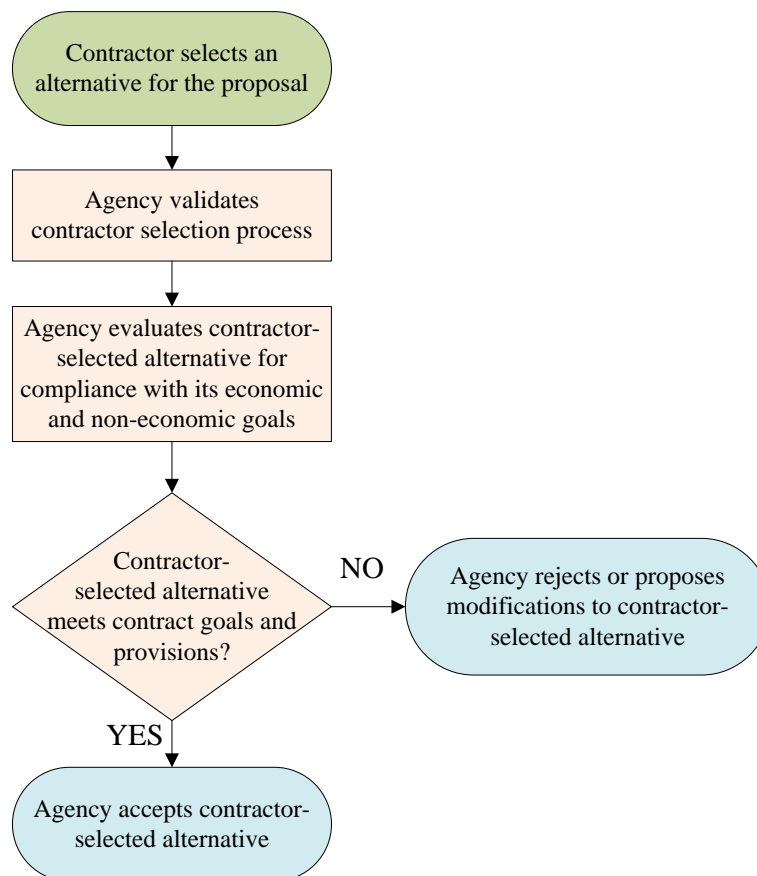 Contractor selects an
alternative for the proposal
Agency validates
contractor selection process
Agency evaluates contractor-
selected alternative for
compliance with its economic
and non-economic goals
Contractor-
selected alternative
meets contract goals and
provisions?
NO
Agency rejects or proposes
modifications to contractor-
selected alternative
YES
Agency accepts contractor-
selected alternative